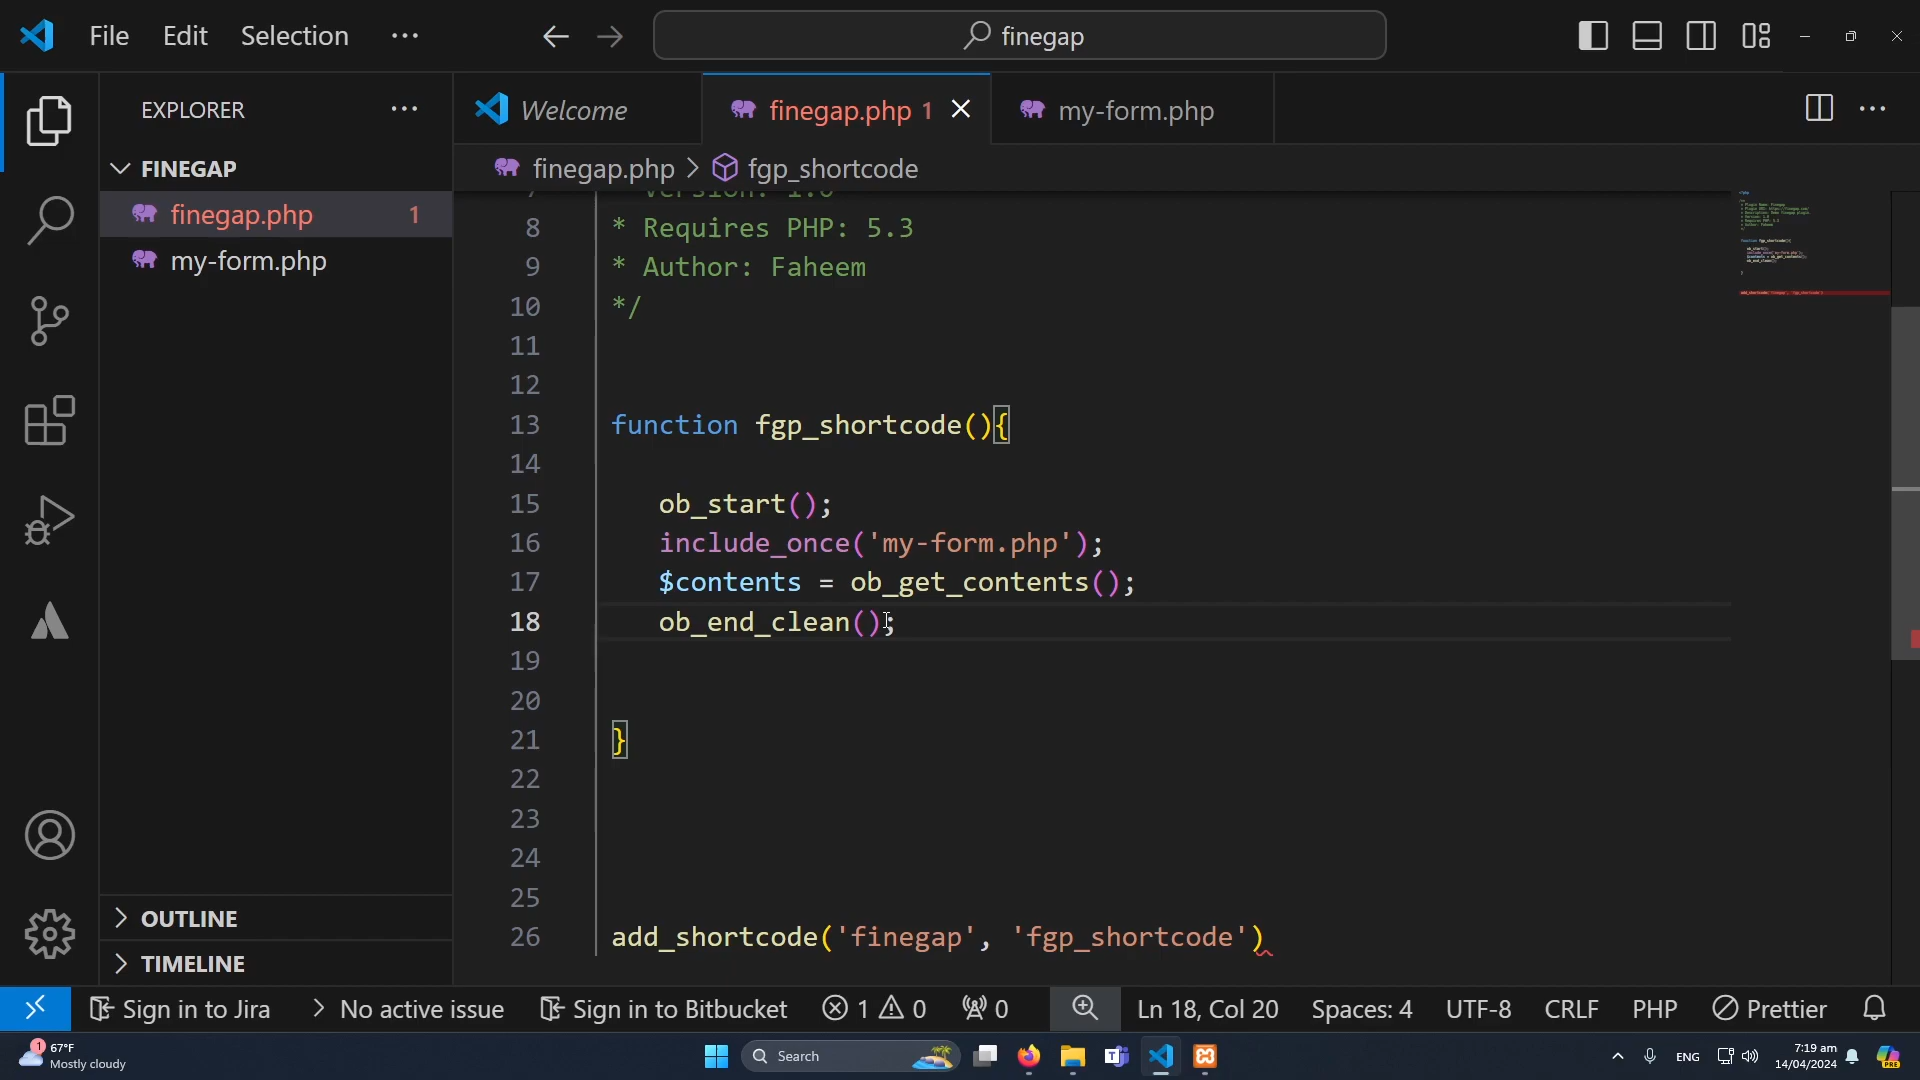 File Edit Selection ··· finegap
EXPLORER ···
FINEGAP
finegap.php 1
my-form.php
OUTLINE
TIMELINE
Welcome finegap.php 1 my-form.php
finegap.php > fgp_shortcode
8 * Requires PHP: 5.3
9 * Author: Faheem
10 */
11
12
13 function fgp_shortcode(){
14
15 ob_start();
16 include_once('my-form.php');
17 $contents = ob_get_contents();
18 ob_end_clean();
19
20
21 }
22
23
24
25
26 add_shortcode('finegap', 'fgp_shortcode')
Sign in to Jira No active issue Sign in to Bitbucket 1 0 0 Ln 18, Col 20 Spaces: 4 UTF-8 CRLF PHP Prettier
1 67°F
Mostly cloudy
Search
ENG
7:19 am
14/04/2024
PRE